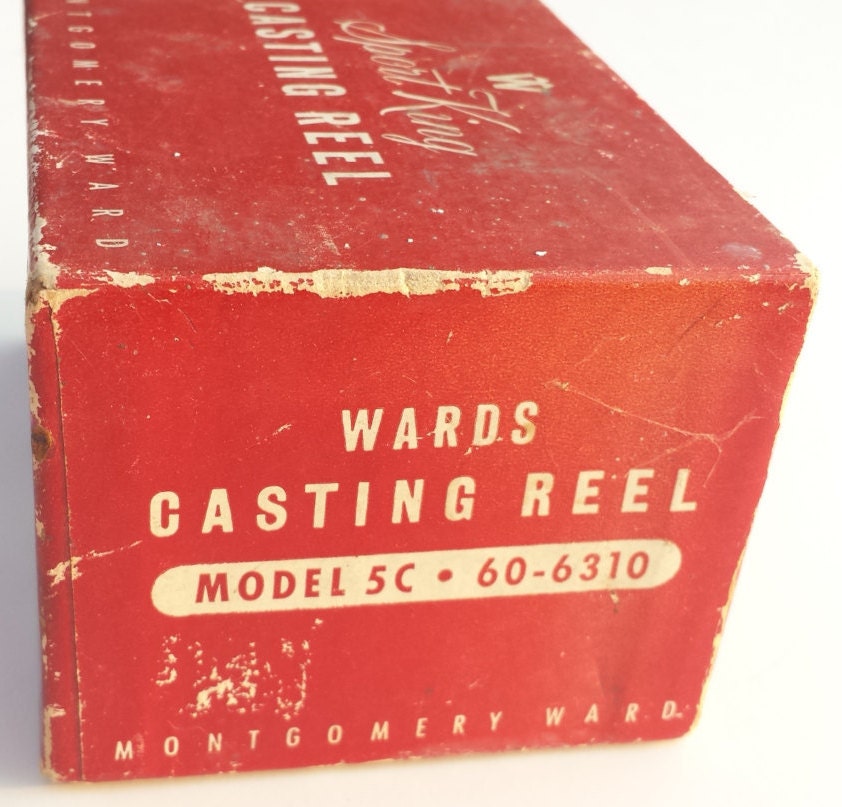 W
Sport King
CASTING REEL
MONTGOMERY WARD
WARDS
CASTING REEL
MODEL 5C • 60-6310
MONTGOMERY WARD